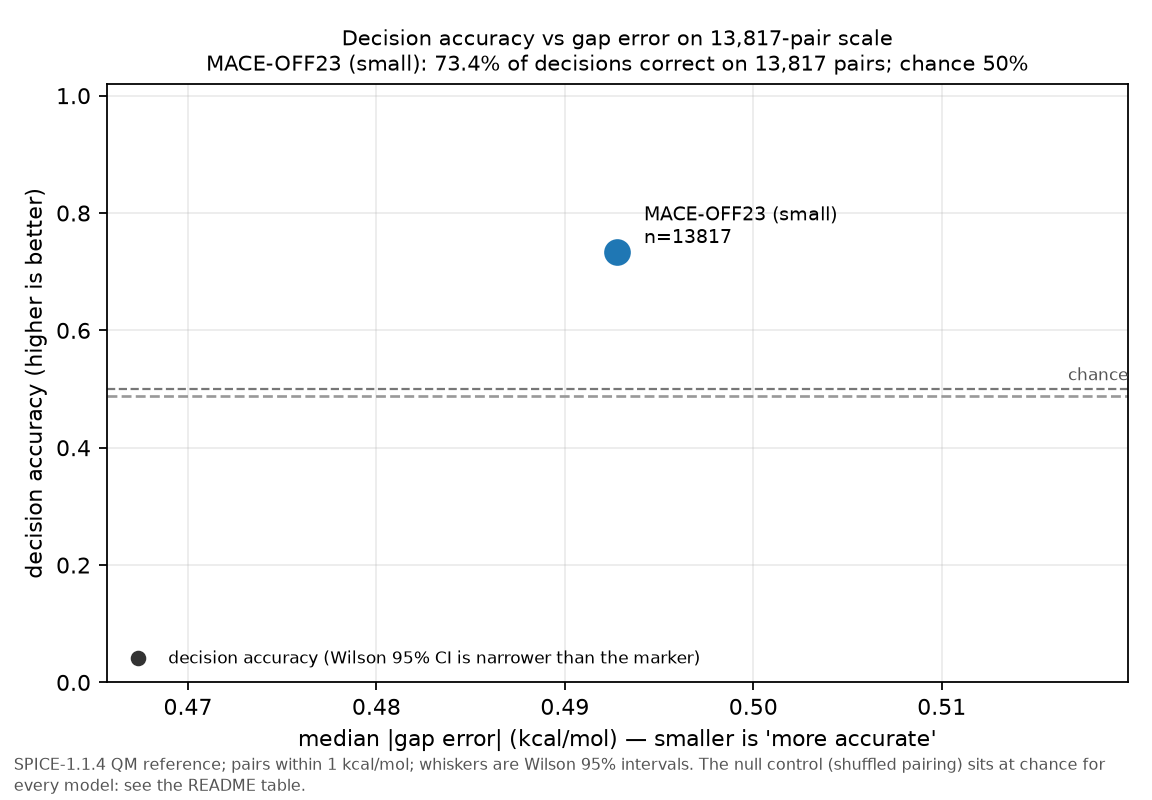 Decision accuracy vs gap error on 13,817-pair scale
MACE-OFF23 (small): 73.4% of decisions correct on 13,817 pairs; chance 50%
decision accuracy (higher is better)
1.0
0.8
0.6
0.4
0.2
0.0
MACE-OFF23 (small)
n=13817
chance
decision accuracy (Wilson 95% CI is narrower than the marker)
0.47
0.48
0.49
0.50
0.51
median |gap error| (kcal/mol) — smaller is 'more accurate'
SPICE-1.1.4 QM reference; pairs within 1 kcal/mol; whiskers are Wilson 95% intervals. The null control (shuffled pairing) sits at chance for
every model: see the README table.